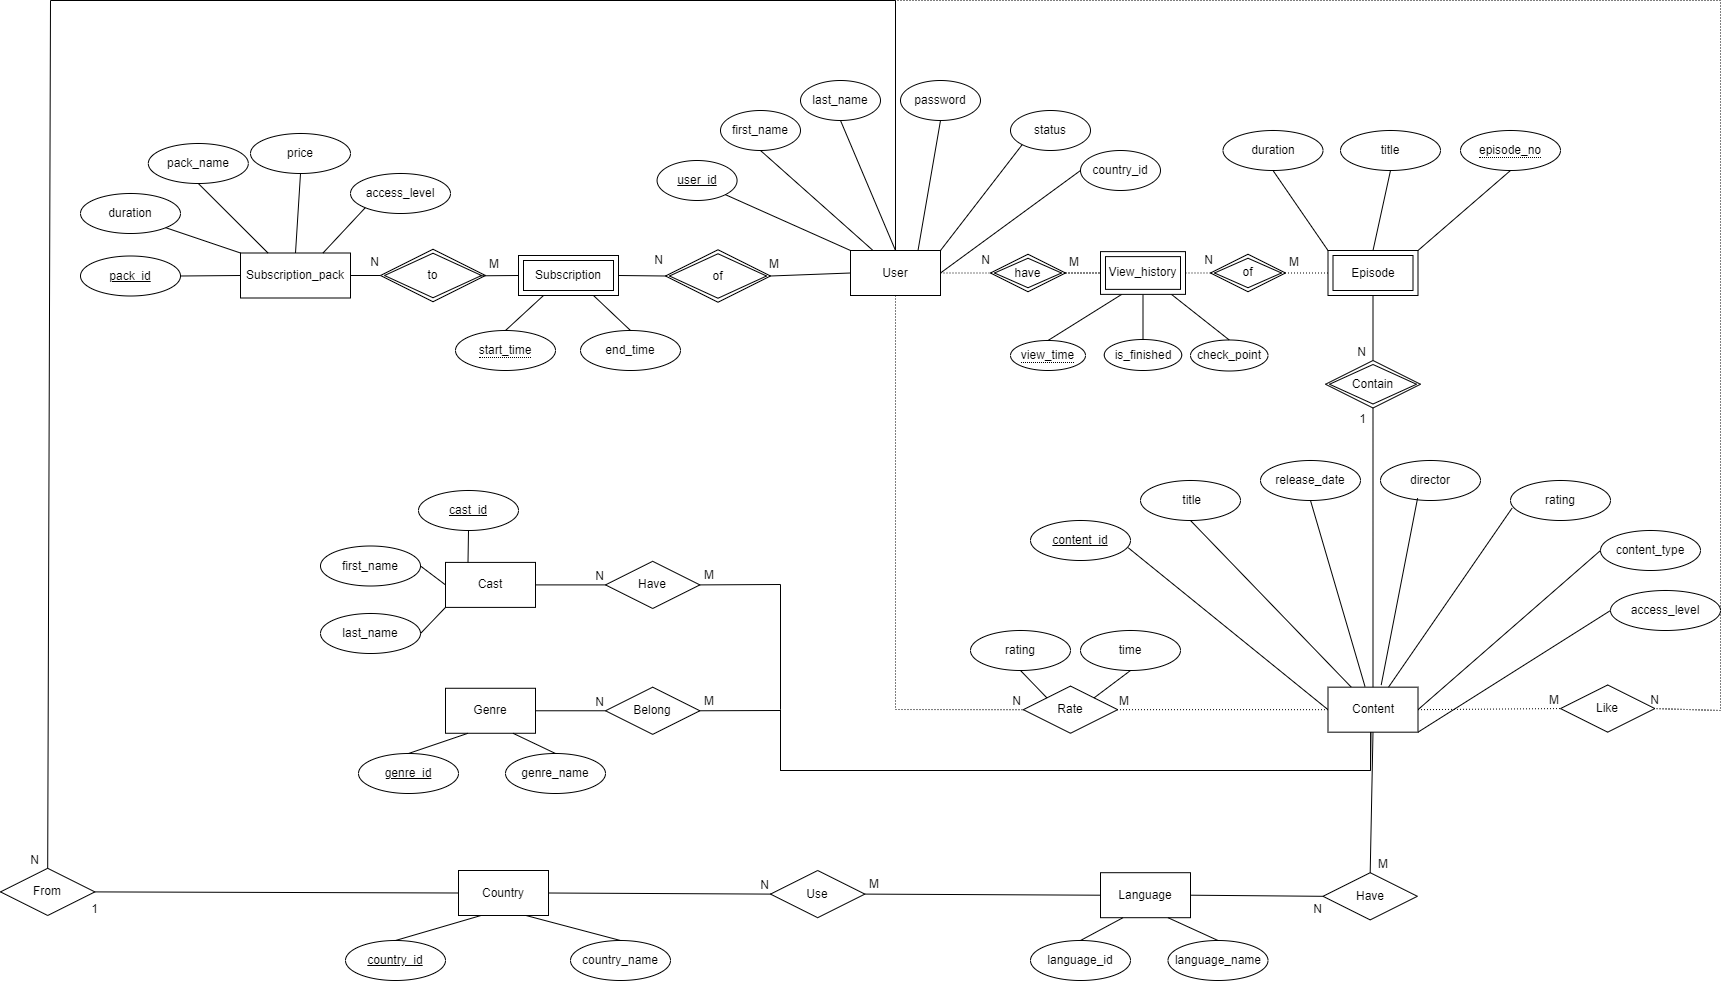 last_name
password
first_name
status
price
duration
title
episode_no
pack_name
country_id
user_id
access_level
duration
pack_id
Subscription_pack
N
to
M
Subscription
N
of
M
User
N
have
M
View_history
N
of
M
Episode
start_time
end_time
view_time
is_finished
check_point
N
Contain
1
release_date
director
title
rating
cast_id
content_id
content_type
first_name
Cast
N
Have
M
access_level
last_name
rating
time
Genre
N
Belong
M
N
Rate
M
Content
M
Like
N
genre_id
genre_name
N
From
1
Country
N
Use
M
Language
N
Have
M
country_id
country_name
language_id
language_name